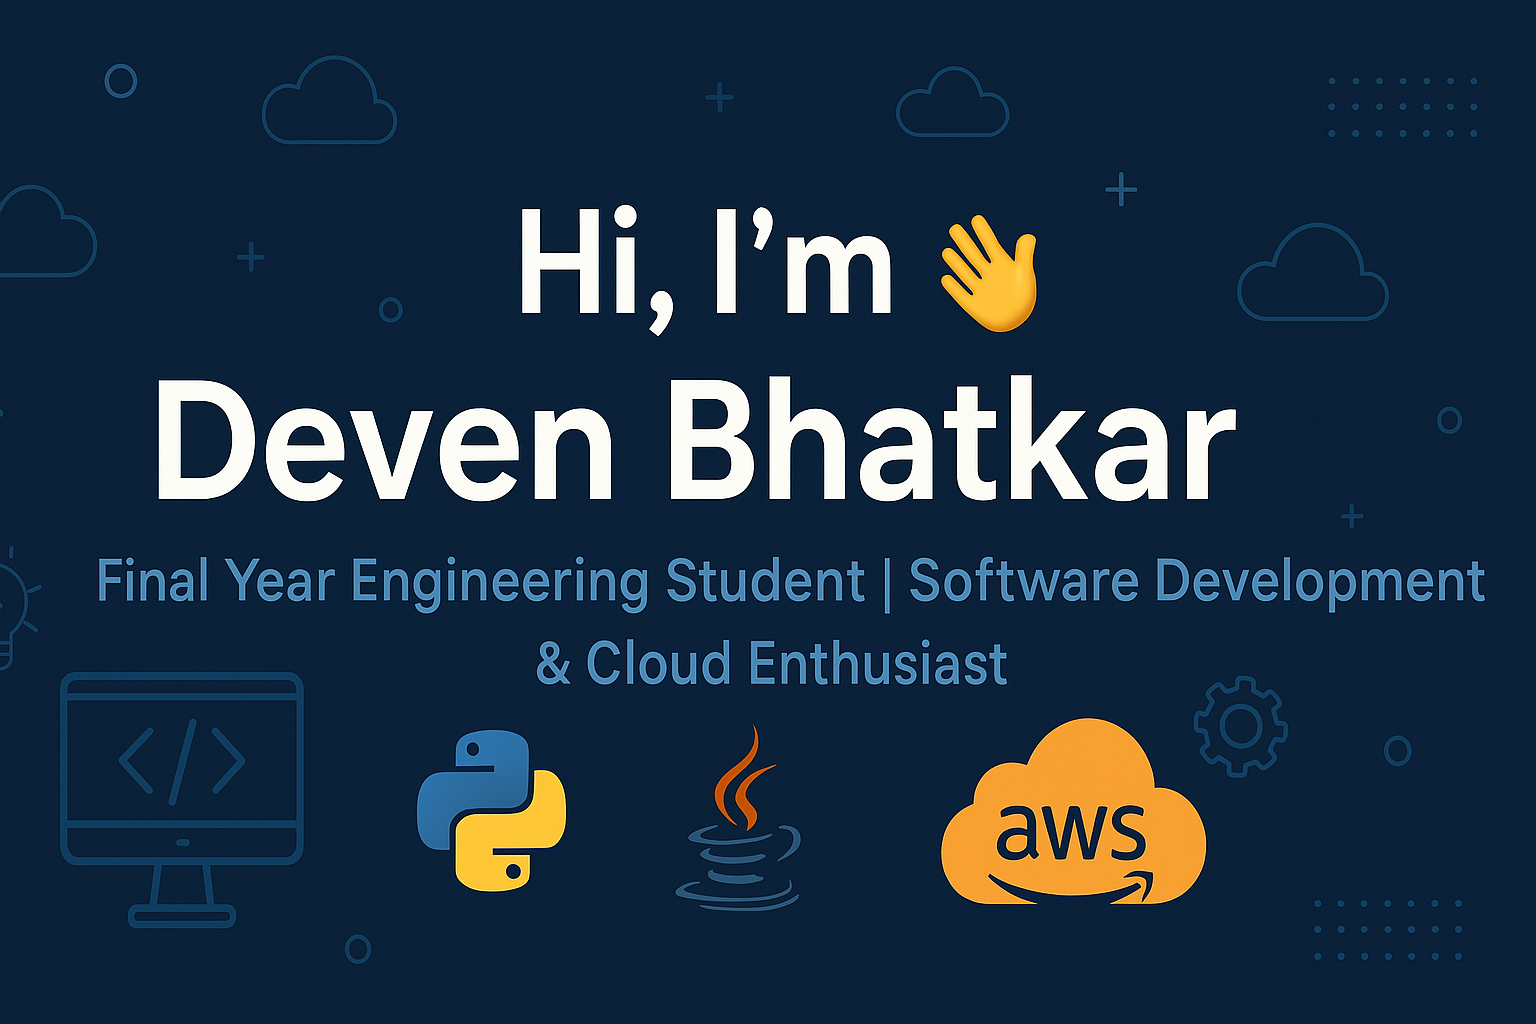 Hi, I'm 👋
Deven Bhatkar
Final Year Engineering Student | Software Development
& Cloud Enthusiast
</>
aws